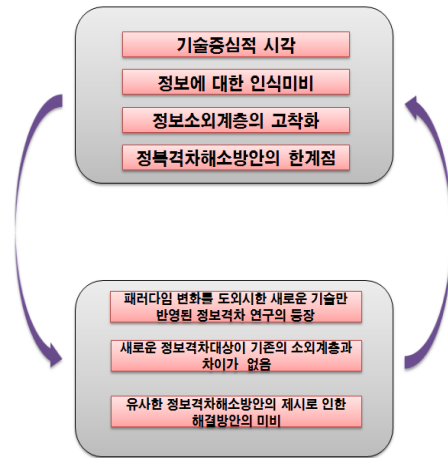 기술중심적 시각
정보에 대한 인식미비
정보소외계층의 고착화
정복격차해소방안의 한계점
패러다임 변화를 도외시한 새로운 기술만
반영된 정보격차 연구의 등장
새로운 정보격차대상이 기존의 소외계층과
차이가 없음
유사한 정보격차해소방안의 제시로 인한
해결방안의 미비